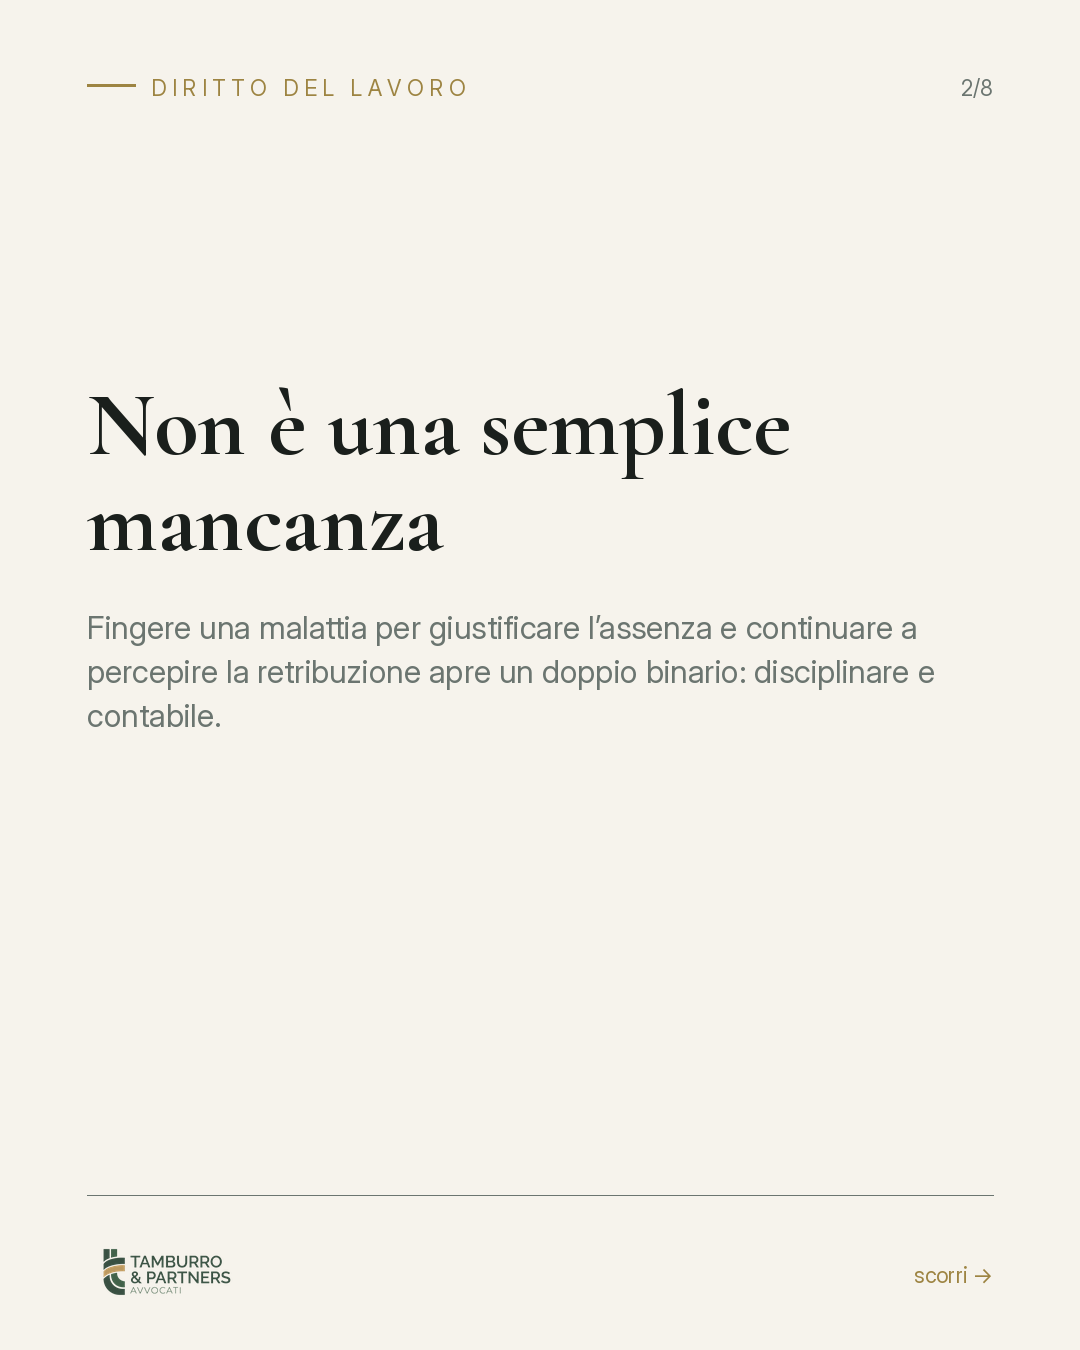 DIRITTO DEL LAVORO
2/8
Non è una semplice
mancanza
Fingere una malattia per giustificare l’assenza e continuare a
percepire la retribuzione apre un doppio binario: disciplinare e
contabile.
TAMBURRO
& PARTNERS
AVVOCATI
scorri →